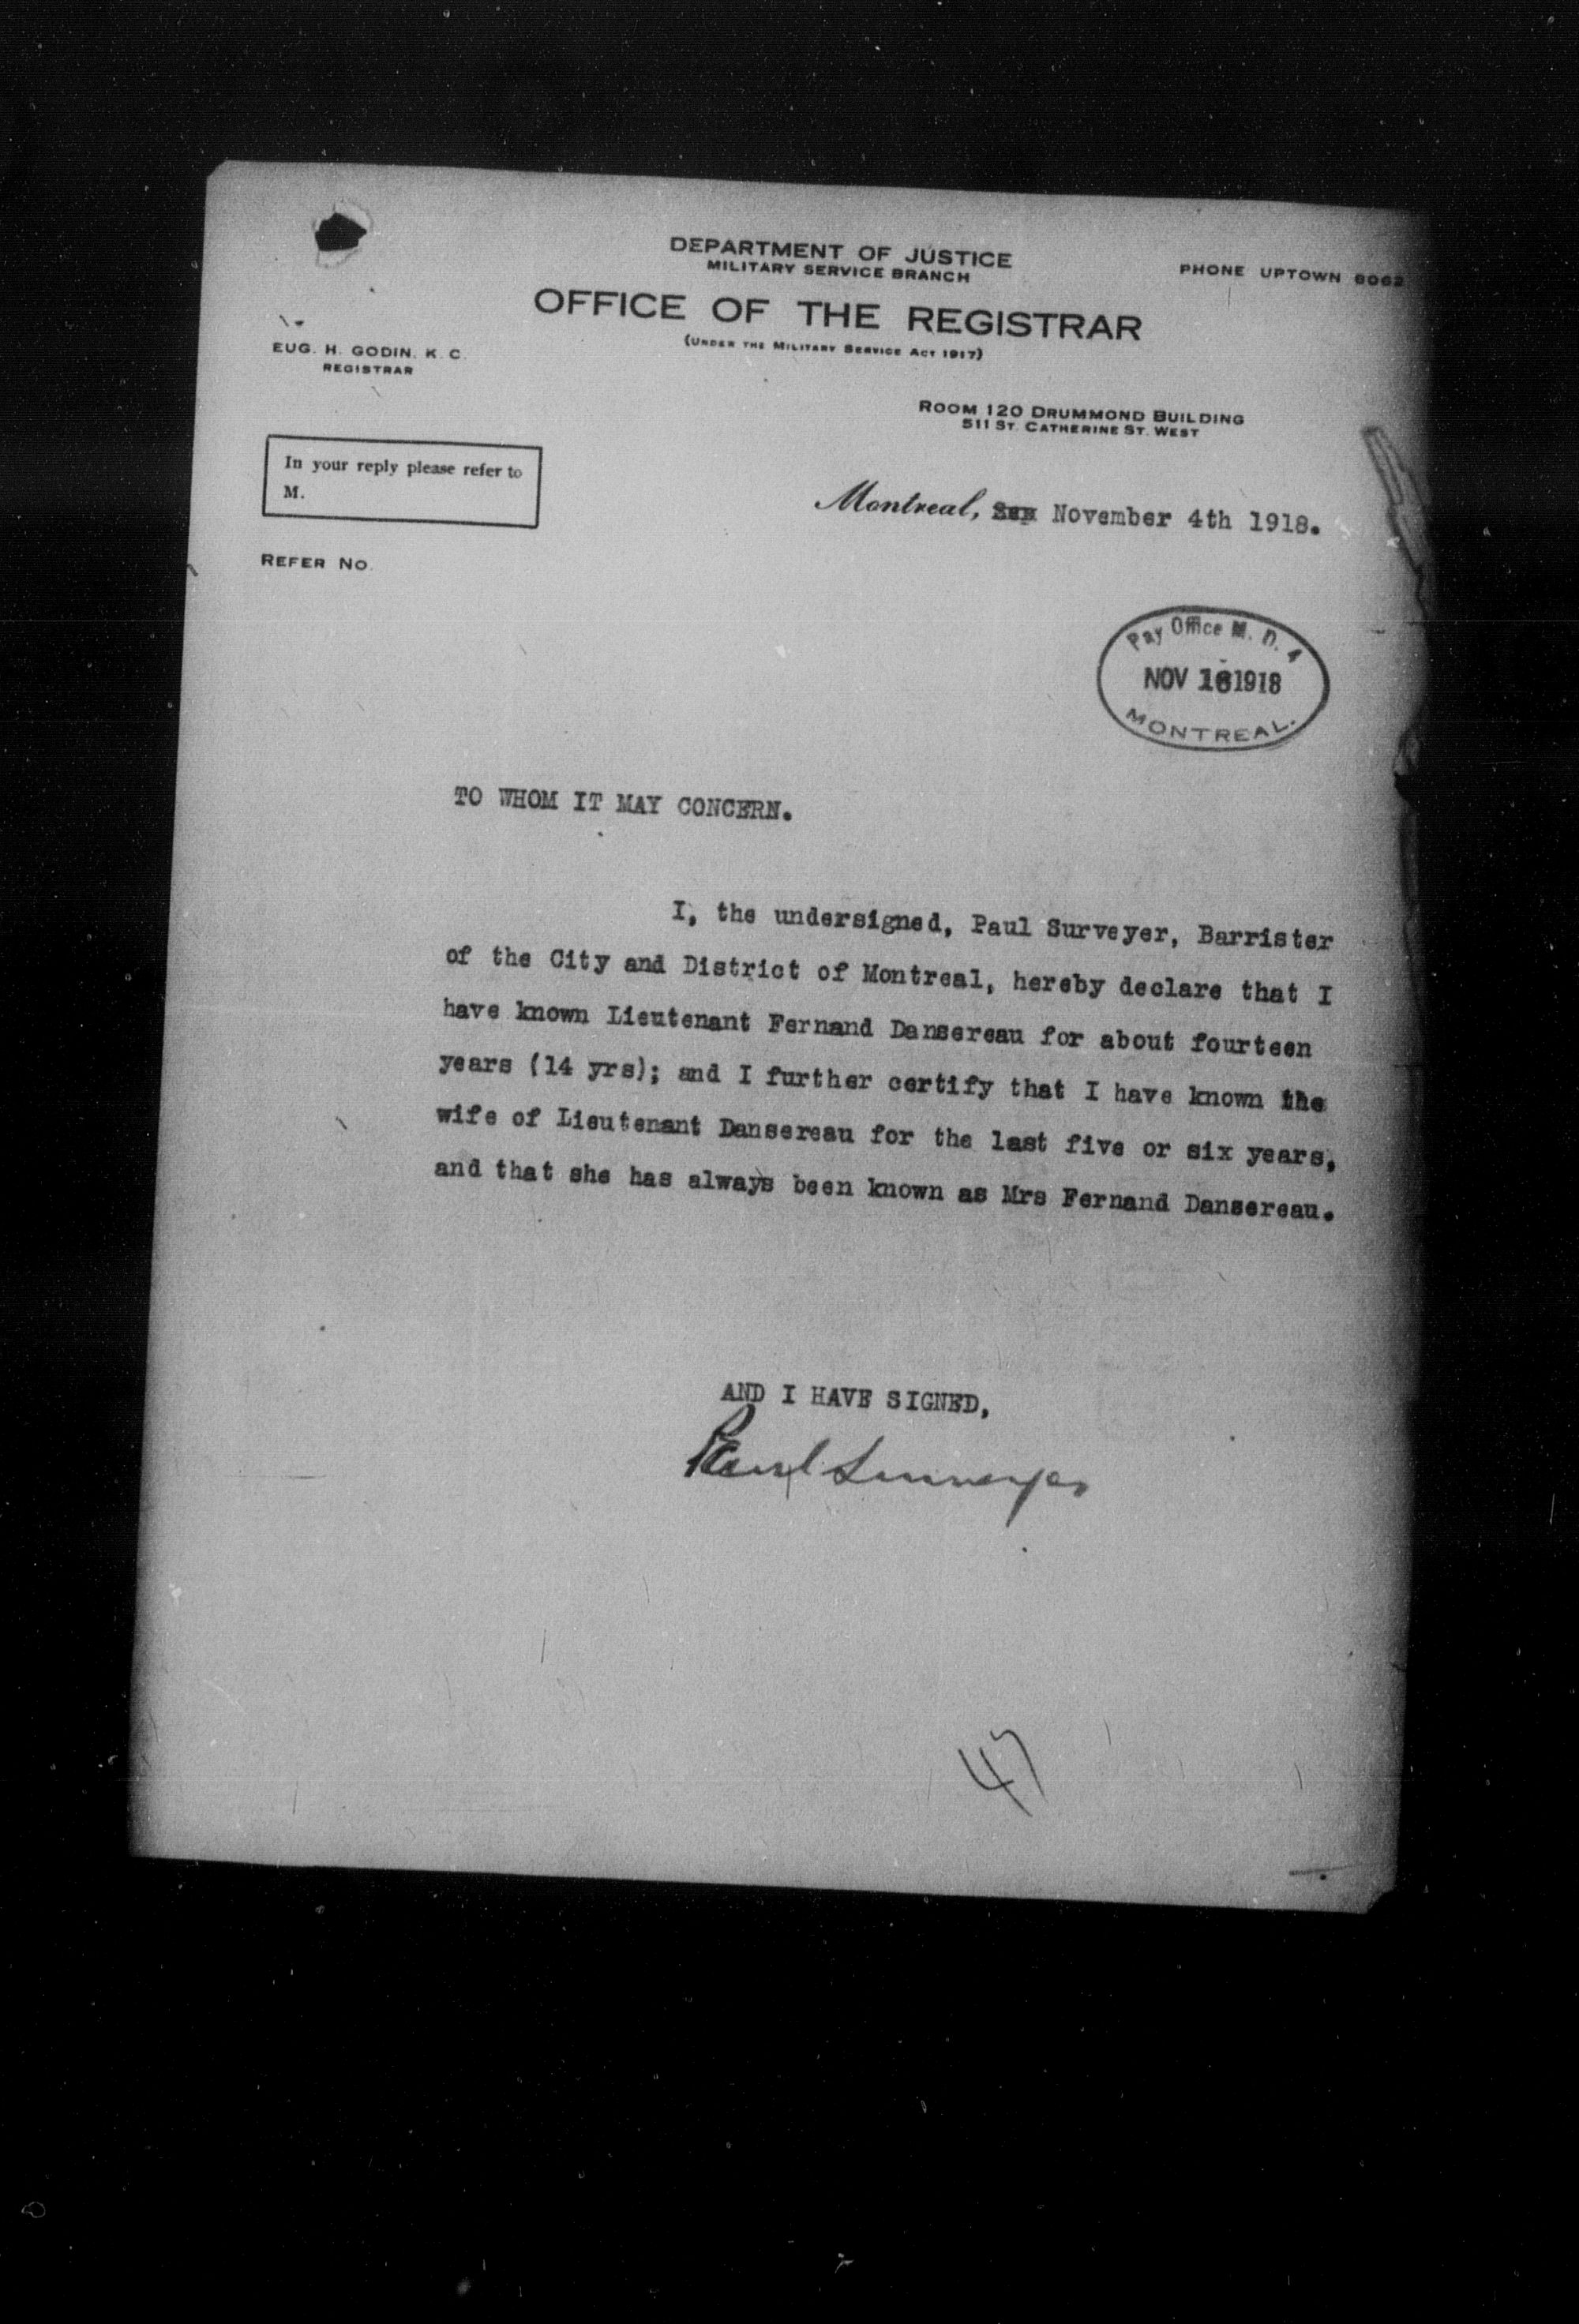 DEPARTMENT OF JUSTICE
MILITARY SERVICE BRANCH
PHONE UPTOWN 6062
OFFICE OF THE REGISTRAR
(UNDER THE MILITARY SERVICE ACT 1917)
EUG. H. GODIN, K. C.
REGISTRAR
ROOM 120 DRUMMOND BUILDING
511 ST. CATHERINE ST. WEST
In your reply please refer to
M.
Montreal, November 4th 1918.
REFER NO.
Pay Office M. D. 4
NOV 16 1918
MONTREAL.
TO WHOM IT MAY CONCERN.
I, the undersigned, Paul Surveyer, Barrister
of the City and District of Montreal, hereby declare that I
have known Lieutenant Fernand Dansereau for about fourteen
years (14 yrs); and I further certify that I have known the
wife of Lieutenant Dansereau for the last five or six years,
and that she has always been known as Mrs Fernand Dansereau.
AND I HAVE SIGNED,
Paul Surveyer
47